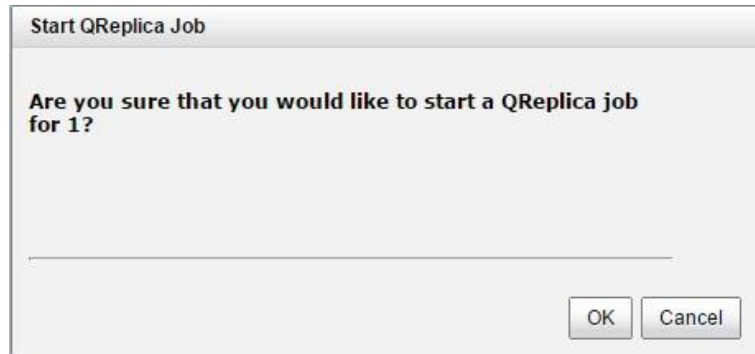 Start QReplica Job
Are you sure that you would like to start a QReplica job
for 1?
OK
Cancel